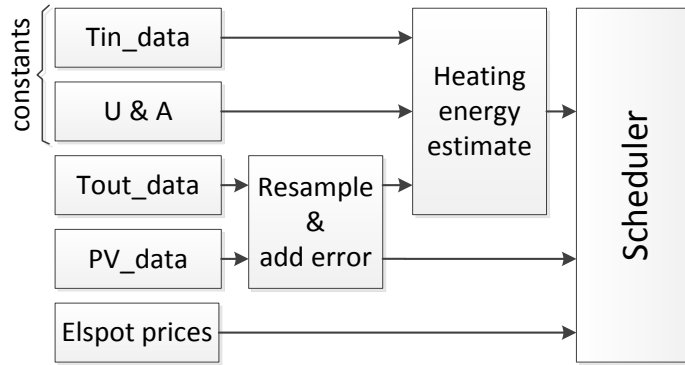 constants
Tin_data
U & A
Tout_data
PV_data
Elspot prices
Resample
&
add error
Heating
energy
estimate
Scheduler